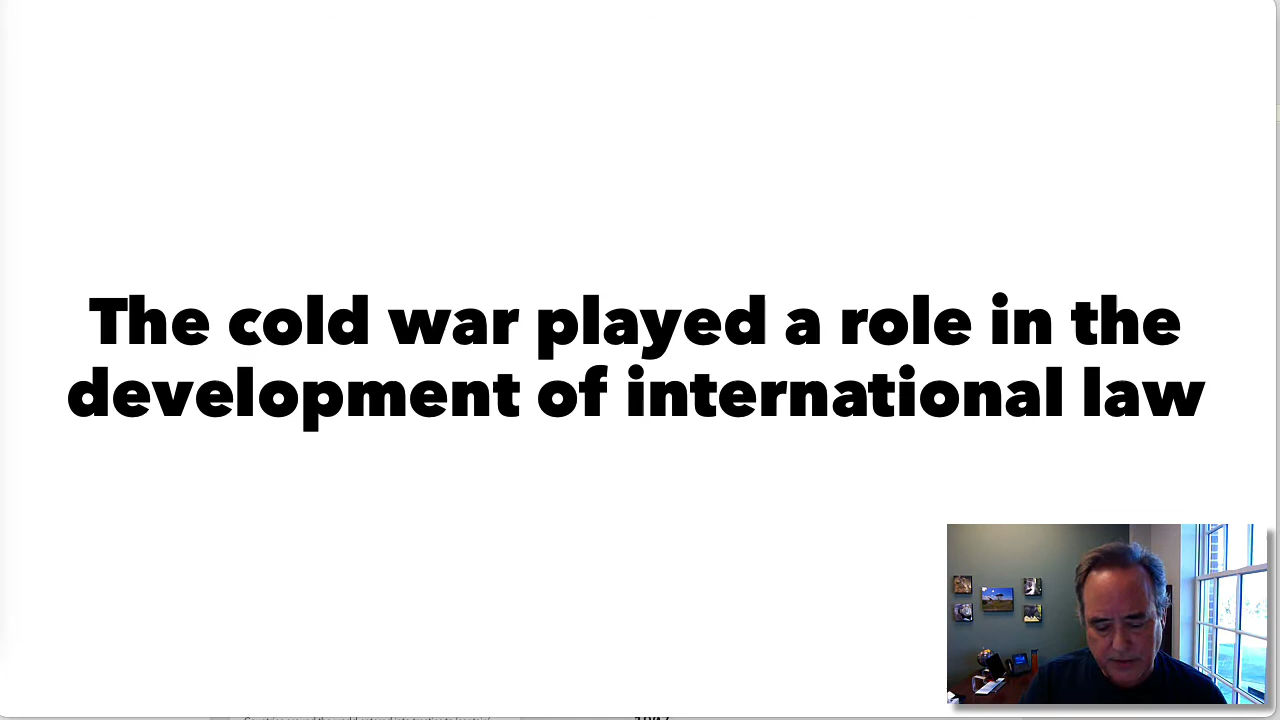 The cold war played a role in the
development of international law